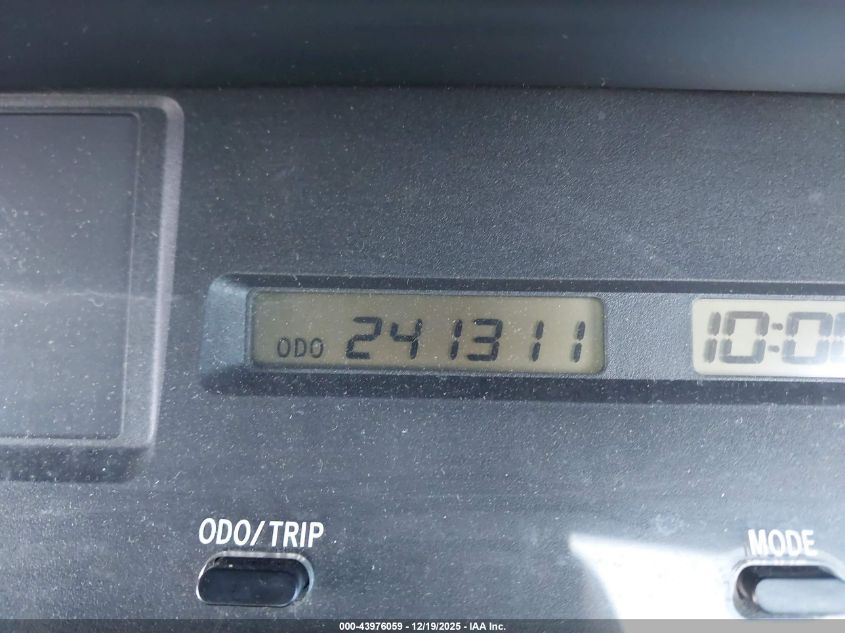 ODO 241311
ODO/TRIP
MODE
000-43976059 - 12/19/2025 - IAA Inc.